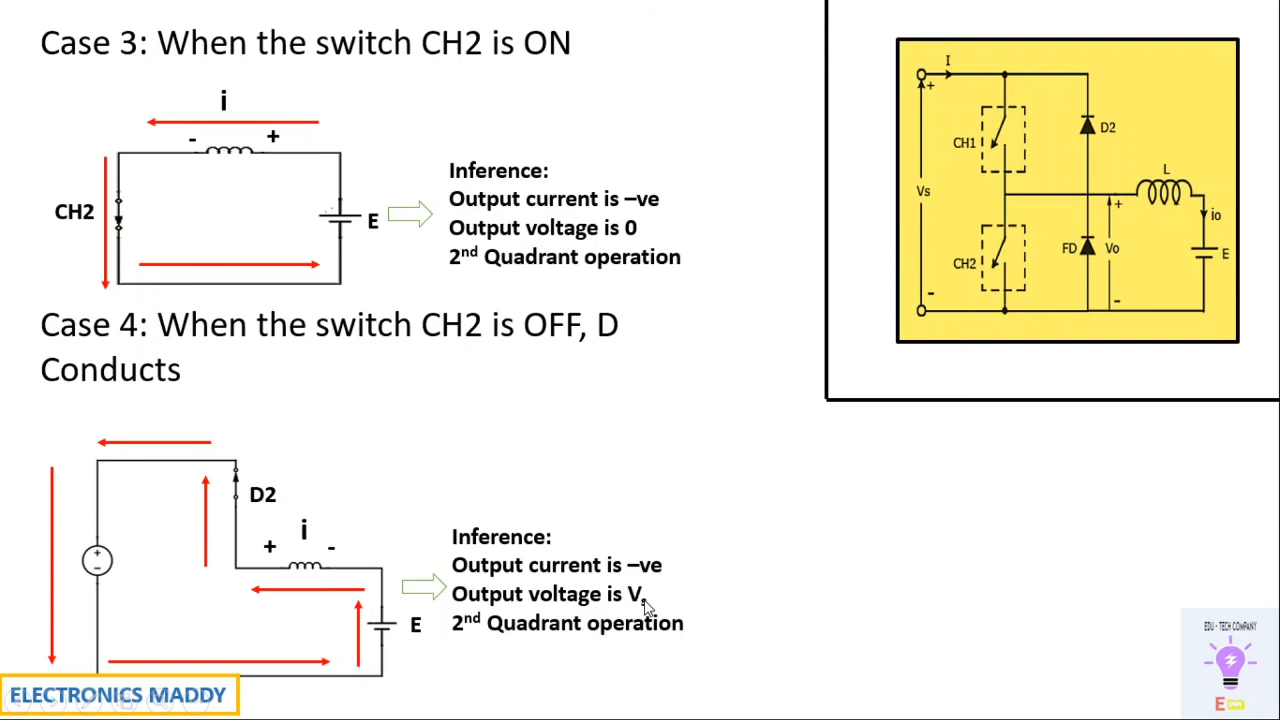 Case 3: When the switch CH2 is ON
i
- +
CH2
E
Inference:
Output current is –ve
Output voltage is 0
2nd Quadrant operation
Case 4: When the switch CH2 is OFF, D
Conducts
D2
i
+ -
+
–
E
Inference:
Output current is –ve
Output voltage is Vs
2nd Quadrant operation
ELECTRONICS MADDY
I
+
CH1
D2
Vs
L
+
io
CH2
FD
Vo
E
-
-
EDU - TECH COMPANY